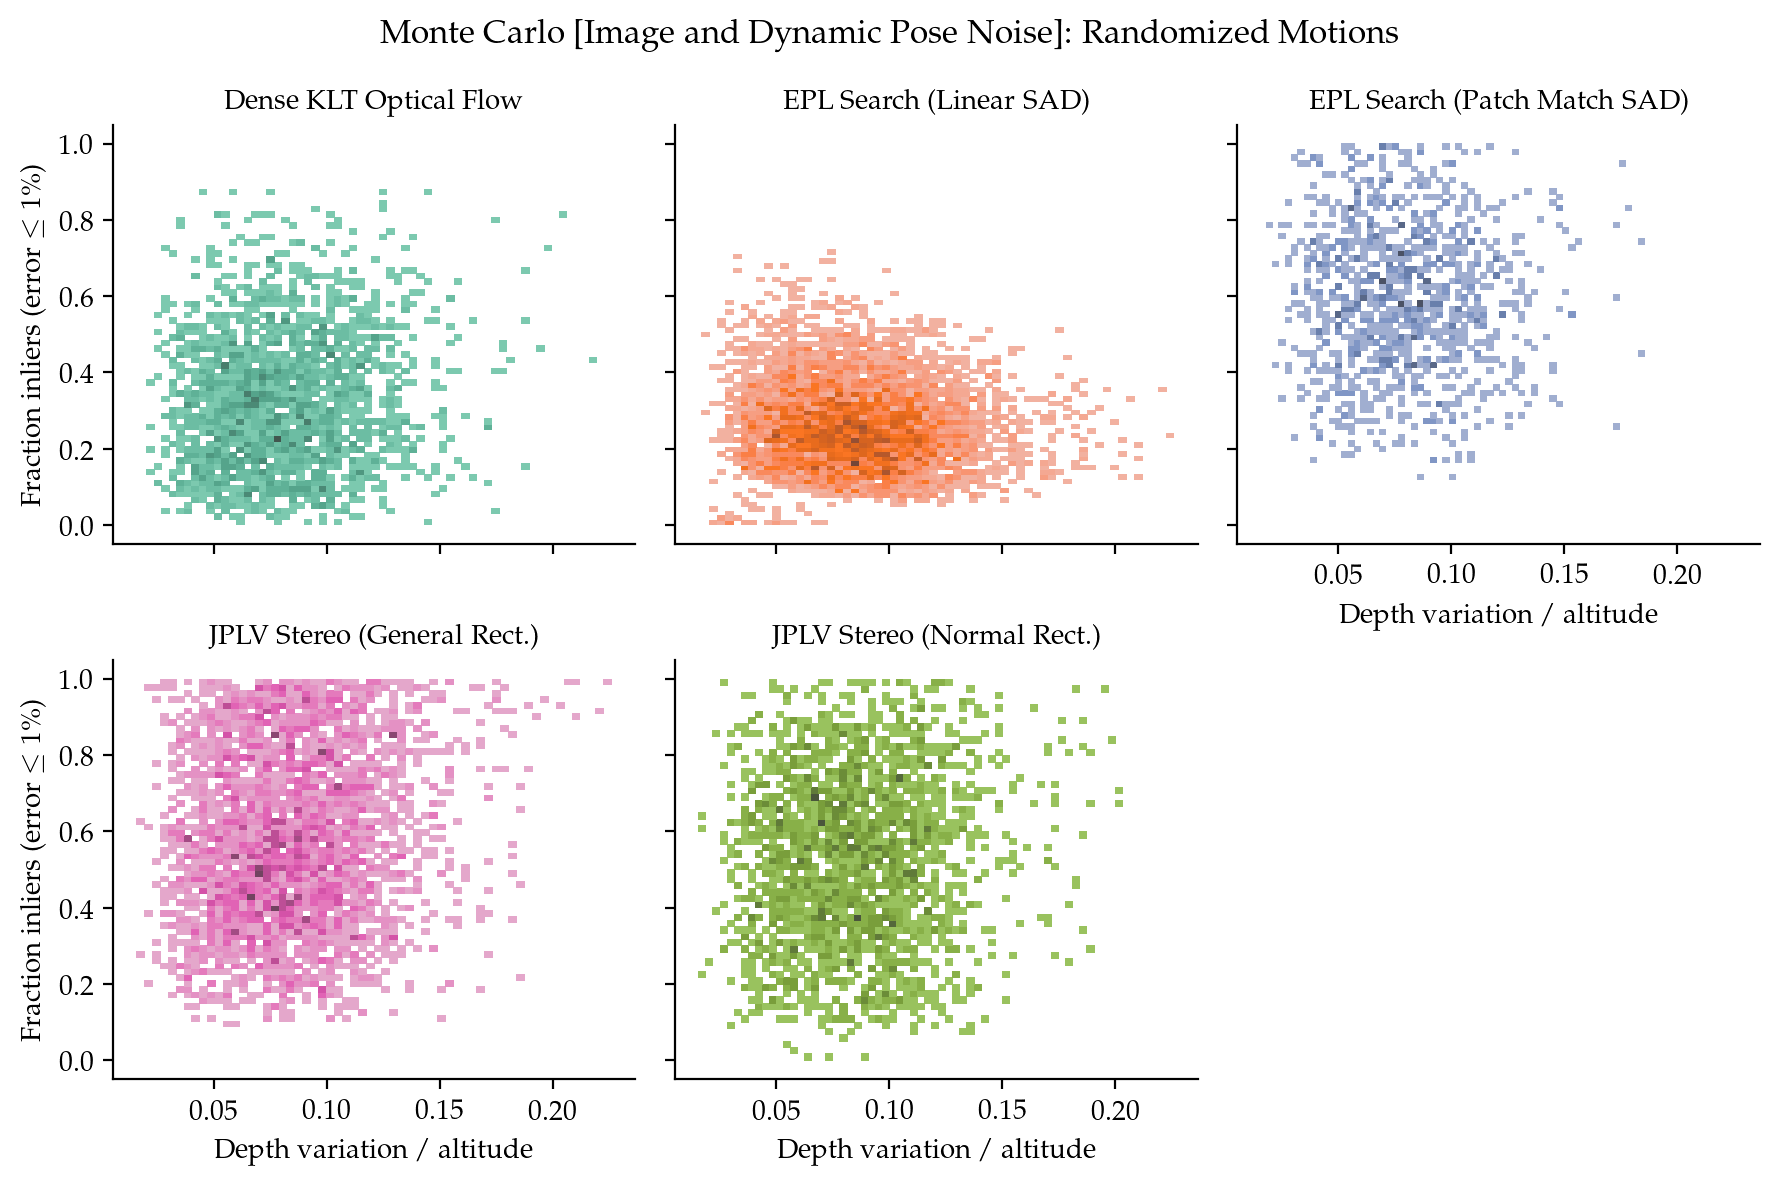 Monte Carlo [Image and Dynamic Pose Noise]: Randomized Motions
Dense KLT Optical Flow
EPL Search (Linear SAD)
EPL Search (Patch Match SAD)
Fraction inliers (error ≤ 1%)
1.0
0.8
0.6
0.4
0.2
0.0
0.05 0.10 0.15 0.20
Depth variation / altitude
JPLV Stereo (General Rect.)
JPLV Stereo (Normal Rect.)
Fraction inliers (error ≤ 1%)
1.0
0.8
0.6
0.4
0.2
0.0
0.05 0.10 0.15 0.20
Depth variation / altitude
0.05 0.10 0.15 0.20
Depth variation / altitude